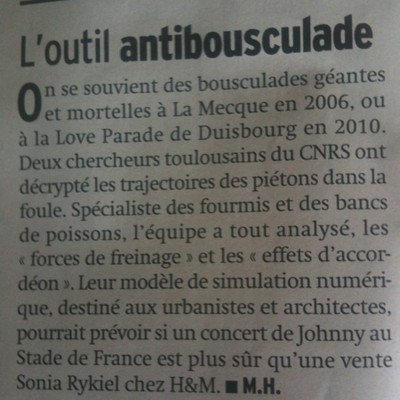 L'outil antibousculade
On se souvient des bousculades géantes
et mortelles à La Mecque en 2006, ou
à la Love Parade de Duisbourg en 2010.
Deux chercheurs toulousains du CNRS ont
décrypté les trajectoires des piétons dans la
foule. Spécialiste des fourmis et des bancs
de poissons, l'équipe a tout analysé, les
« forces de freinage » et les « effets d'accor-
déon ». Leur modèle de simulation numéri-
que, destiné aux urbanistes et architectes,
pourrait prévoir si un concert de Johnny au
Stade de France est plus sûr qu'une vente
Sonia Rykiel chez H&M. ■ M.H.